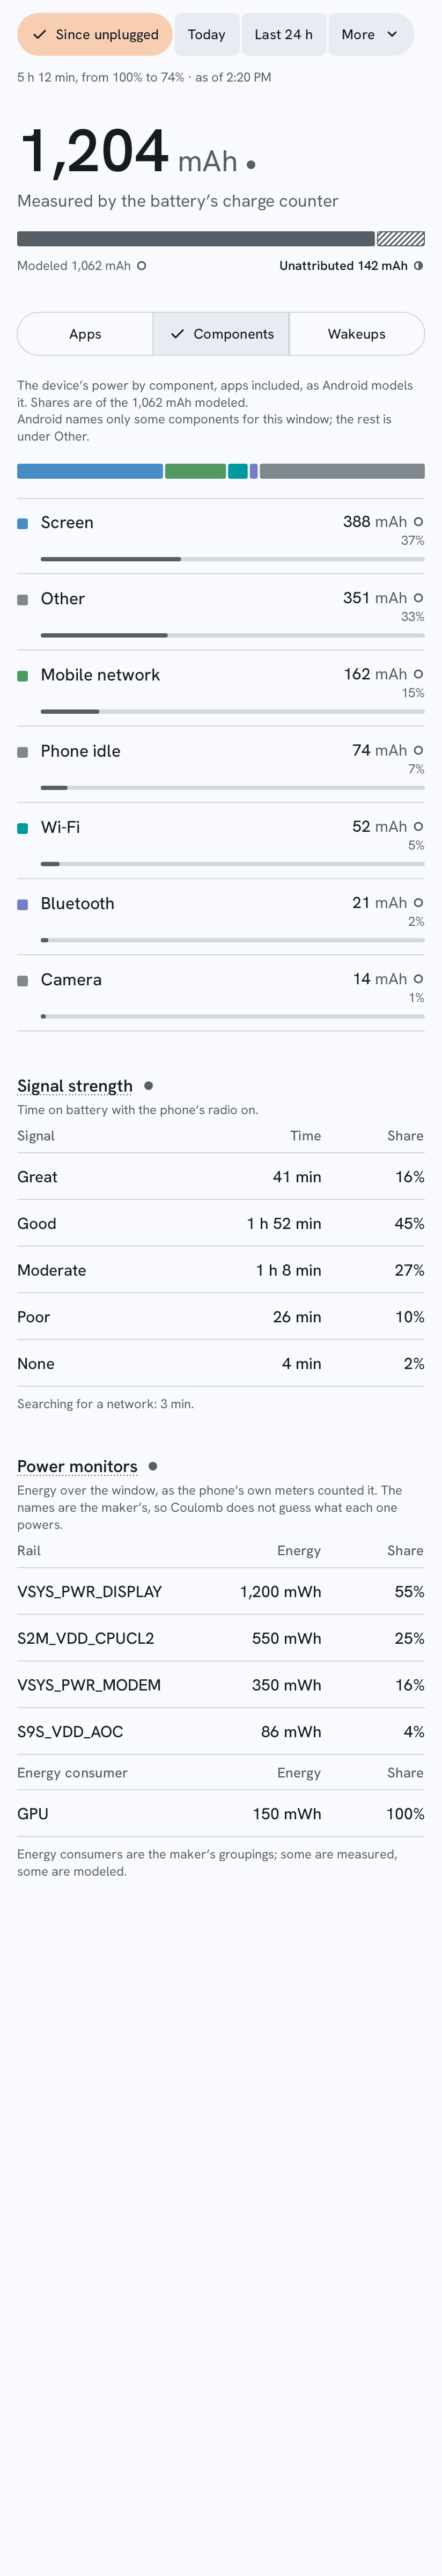 Since unplugged Today Last 24 h More
5 h 12 min, from 100% to 74% · as of 2:20 PM
1,204 mAh
Measured by the battery’s charge counter
Modeled 1,062 mAh Unattributed 142 mAh
Apps Components Wakeups
The device’s power by component, apps included, as Android models
it. Shares are of the 1,062 mAh modeled.
Android names only some components for this window; the rest is
under Other.
Screen 388 mAh
37%
Other 351 mAh
33%
Mobile network 162 mAh
15%
Phone idle 74 mAh
7%
Wi-Fi 52 mAh
5%
Bluetooth 21 mAh
2%
Camera 14 mAh
1%
Signal strength
Time on battery with the phone’s radio on.
Signal Time Share
Great 41 min 16%
Good 1 h 52 min 45%
Moderate 1 h 8 min 27%
Poor 26 min 10%
None 4 min 2%
Searching for a network: 3 min.
Power monitors
Energy over the window, as the phone’s own meters counted it. The
names are the maker’s, so Coulomb does not guess what each one
powers.
Rail Energy Share
VSYS_PWR_DISPLAY 1,200 mWh 55%
S2M_VDD_CPUCL2 550 mWh 25%
VSYS_PWR_MODEM 350 mWh 16%
S9S_VDD_AOC 86 mWh 4%
Energy consumer Energy Share
GPU 150 mWh 100%
Energy consumers are the maker’s groupings; some are measured,
some are modeled.